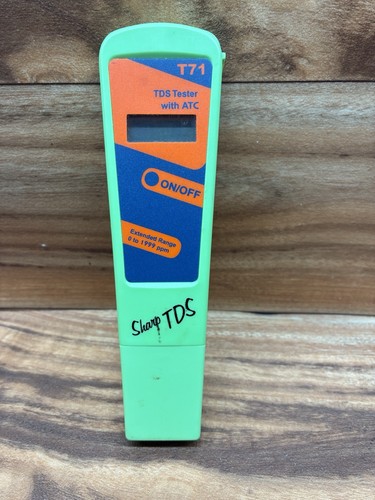 T71
TDS Tester
with ATC
ON/OFF
Extended Range
0 to 1999 ppm
Sharp TDS